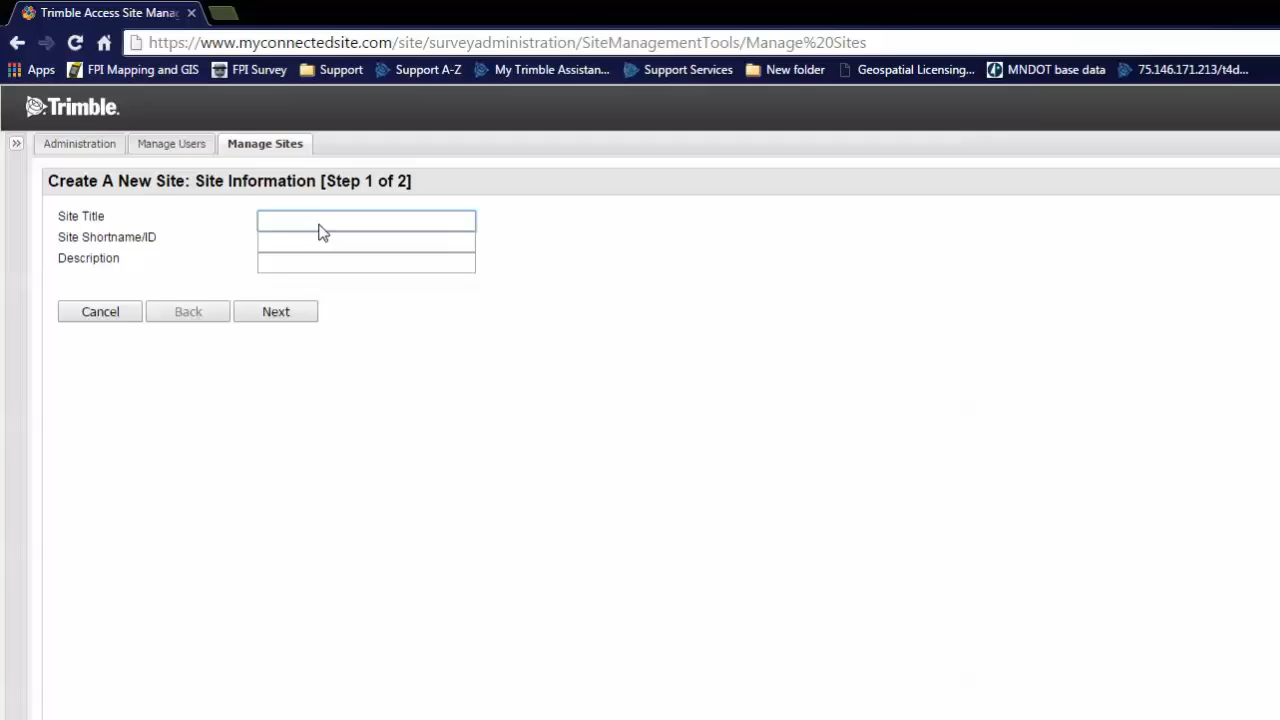 Trimble Access Site Mana
https://www.myconnectedsite.com/site/surveyadministration/SiteManagementTools/Manage%20Sites
Apps FPI Mapping and GIS FPI Survey Support Support A-Z My Trimble Assistan... Support Services New folder Geospatial Licensing... MNDOT base data 75.146.171.213/t4d...
Trimble.
Administration Manage Users Manage Sites
Create A New Site: Site Information [Step 1 of 2]
Site Title
Site Shortname/ID
Description
Cancel Back Next